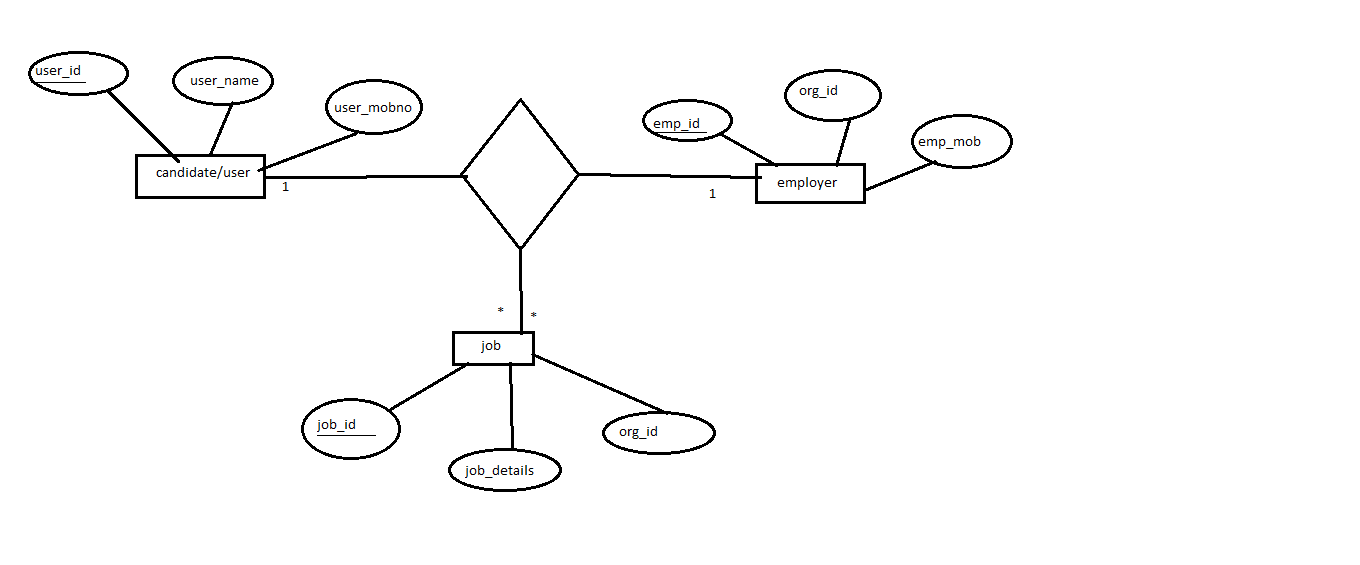 user_id
user_name
user_mobno
emp_id
org_id
emp_mob
candidate/user
employer
1
1
* *
job
job_id
job_details
org_id